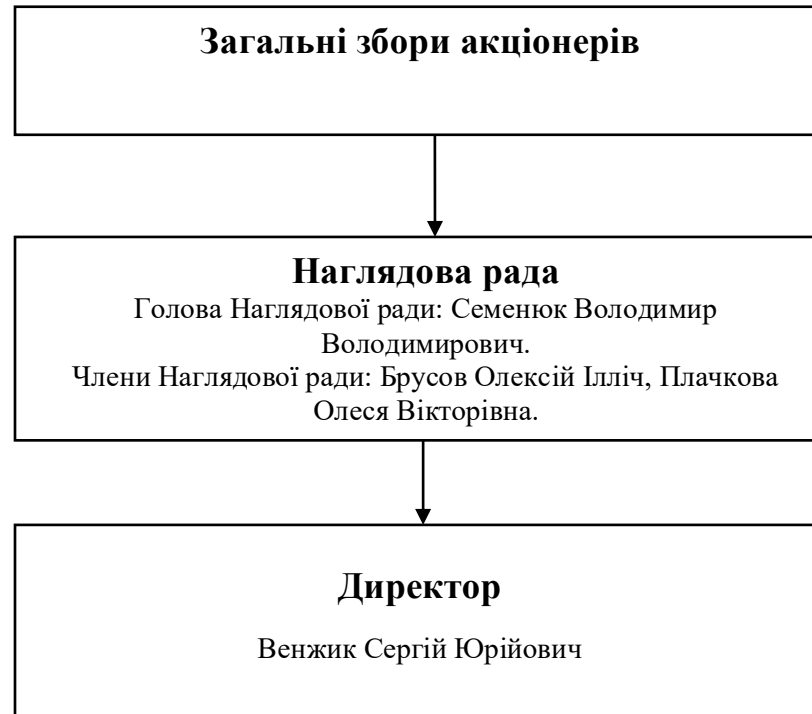 Загальні збори акціонерів
Наглядова рада
Голова Наглядової ради: Семенюк Володимир
Володимирович.
Члени Наглядової ради: Брусов Олексій Ілліч, Плачкова
Олеся Вікторівна.
Директор
Венжик Сергій Юрійович